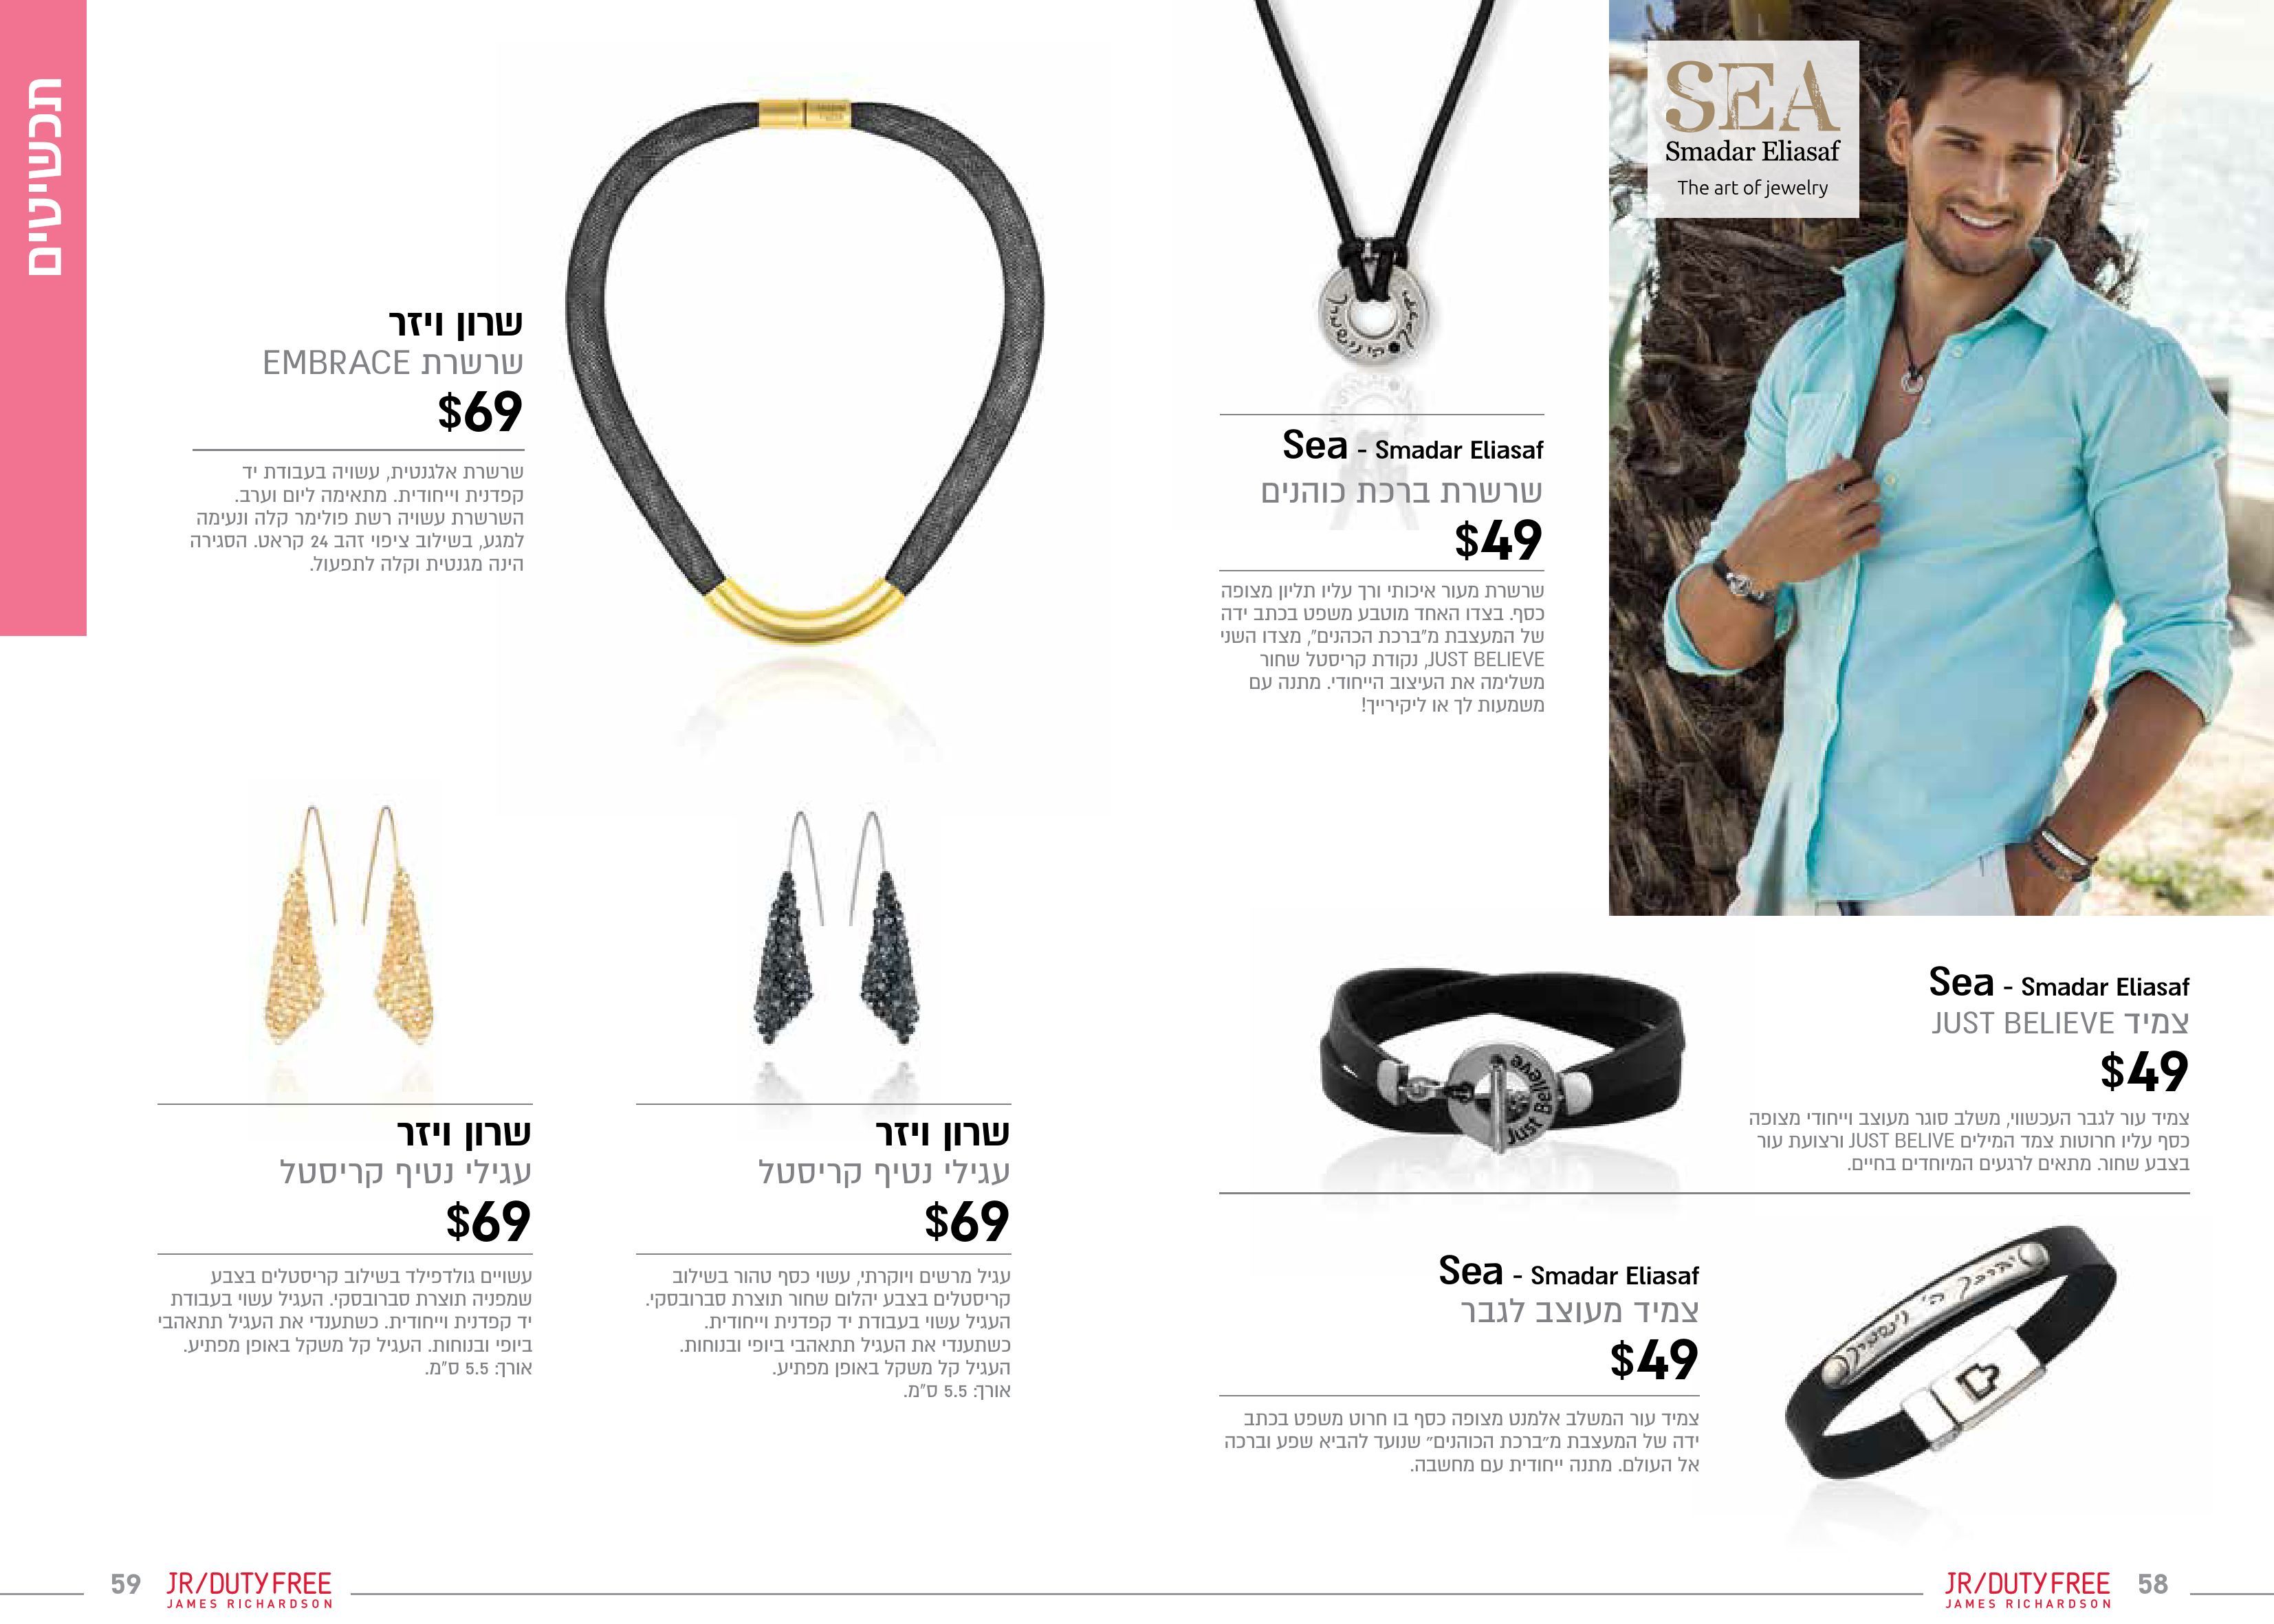 SEA
Smadar Eliasaf
The art of jewelry
Sea - Smadar Eliasaf
שרשרת ברכת כוהנים
$49
שרשרת מעור איכותי ורך עליו תליון מצופה
כסף. בצדו האחד מוטבע משפט בכתב ידה
של המעצבת מ"ברכת הכהנים", מצדו השני
JUST BELIEVE, נקודת קריסטל שחור
משלימה את העיצוב הייחודי. מתנה עם
משמעות לך או ליקירייך!
Sea - Smadar Eliasaf
צמיד JUST BELIEVE
$49
צמיד עור לגבר העכשווי, משלב סוגר מעוצב וייחודי מצופה
כסף עליו חרוטות צמד המילים JUST BELIVE ורצועת עור
בצבע שחור. מתאים לרגעים המיוחדים בחיים.
Just Believe
Sea - Smadar Eliasaf
צמיד מעוצב לגבר
$49
צמיד עור המשלב אלמנט מצופה כסף בו חרוט משפט בכתב
ידה של המעצבת מ"ברכת הכוהנים" שנועד להביא שפע וברכה
אל העולם. מתנה ייחודית עם מחשבה.
יברכך ה' וישמרך
JR/DUTY FREE
JAMES RICHARDSON
58
תכשיטים
שרון ויזר
שרשרת EMBRACE
$69
שרשרת אלגנטית, עשויה בעבודת יד
קפדנית וייחודית. מתאימה ליום וערב.
השרשרת עשויה רשת פולימר קלה ונעימה
למגע, בשילוב ציפוי זהב 24 קראט. הסגירה
הינה מגנטית וקלה לתפעול.
שרון ויזר
עגילי נטיף קריסטל
$69
עגיל מרשים ויוקרתי, עשוי כסף טהור בשילוב
קריסטלים בצבע יהלום שחור תוצרת סברובסקי.
העגיל עשוי בעבודת יד קפדנית וייחודית.
כשתענדי את העגיל תתאהבי ביופי ובנוחות.
העגיל קל משקל באופן מפתיע.
אורך: 5.5 ס"מ.
שרון ויזר
עגילי נטיף קריסטל
$69
עשויים גולדפילד בשילוב קריסטלים בצבע
שמפניה תוצרת סברובסקי. העגיל עשוי בעבודת
יד קפדנית וייחודית. כשתענדי את העגיל תתאהבי
ביופי ובנוחות. העגיל קל משקל באופן מפתיע.
אורך: 5.5 ס"מ.
59
JR/DUTY FREE
JAMES RICHARDSON